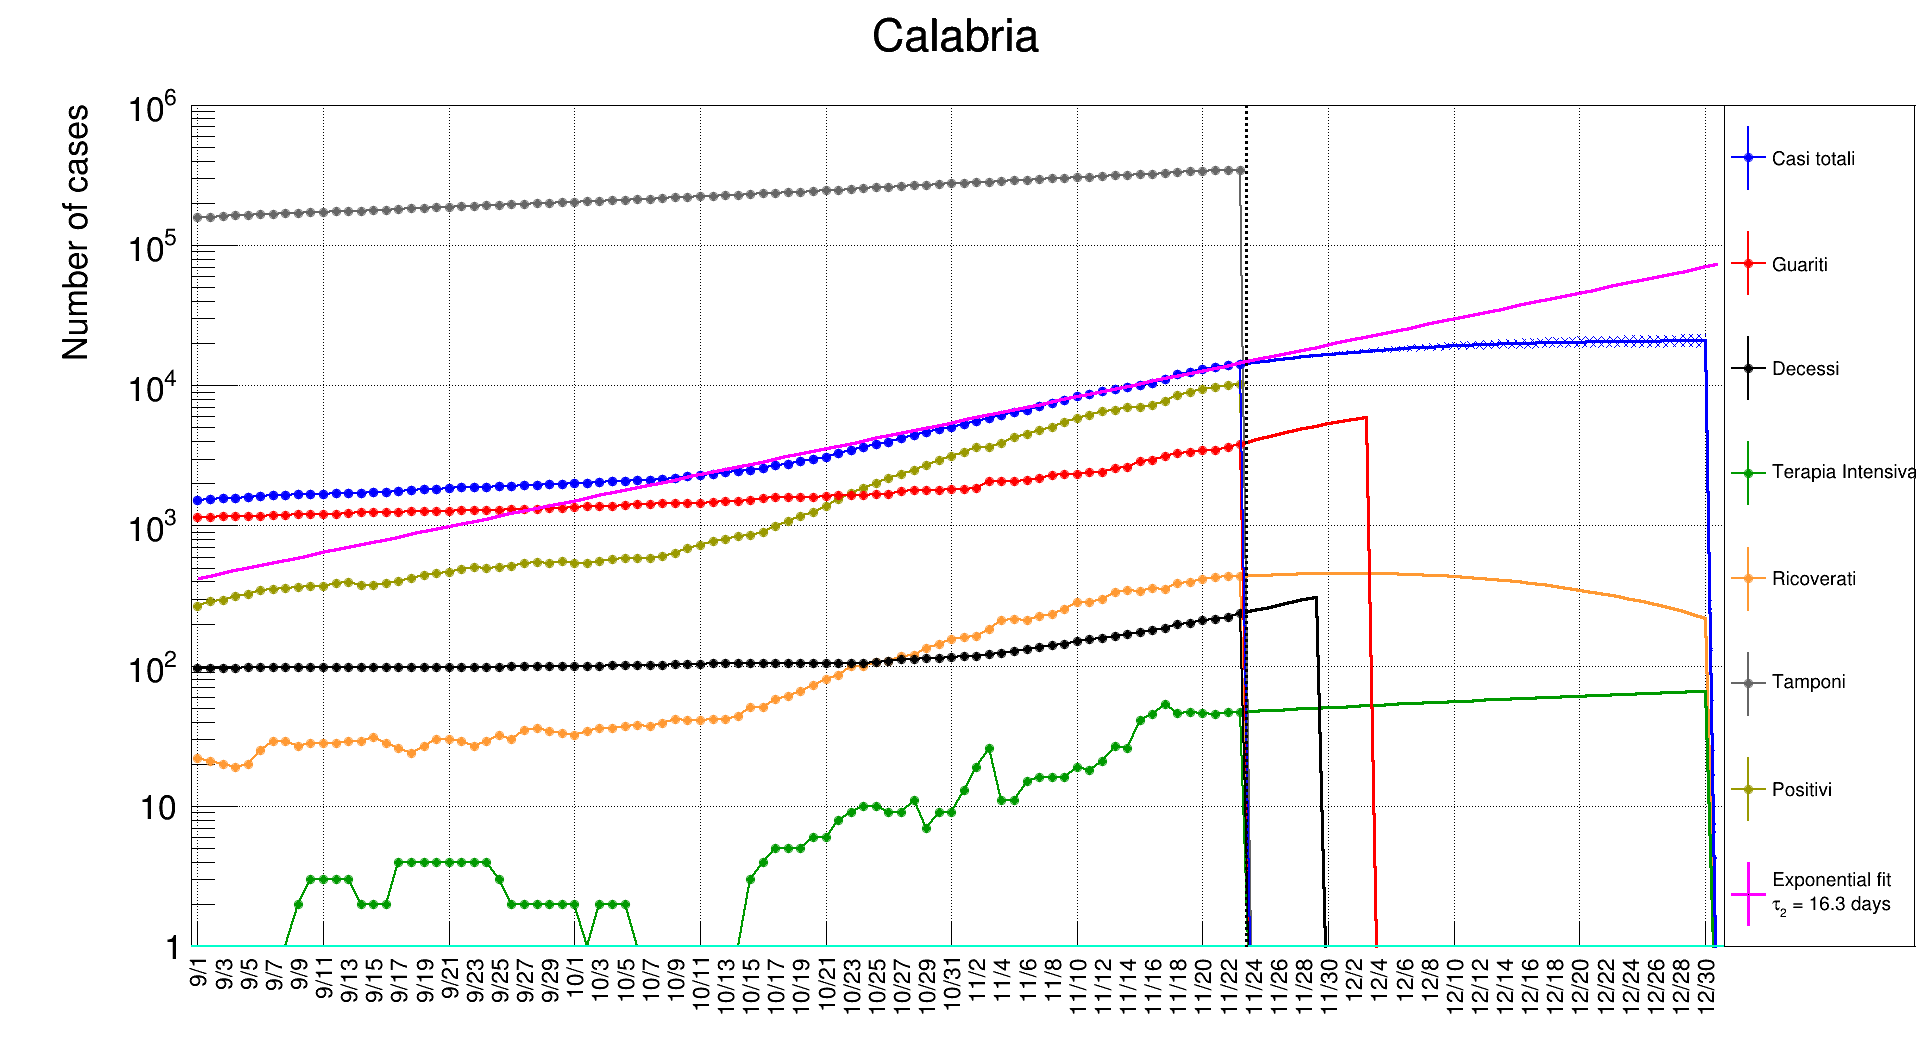 Calabria
Number of cases
10^6
10^5
10^4
10^3
10^2
10
1
9/1 9/3 9/5 9/7 9/9 9/11 9/13 9/15 9/17 9/19 9/21 9/23 9/25 9/27 9/29 10/1 10/3 10/5 10/7 10/9 10/11 10/13 10/15 10/17 10/19 10/21 10/23 10/25 10/27 10/29 10/31 11/2 11/4 11/6 11/8 11/10 11/12 11/14 11/16 11/18 11/20 11/22 11/24 11/26 11/28 11/30 12/2 12/4 12/6 12/8 12/10 12/12 12/14 12/16 12/18 12/20 12/22 12/24 12/26 12/28 12/30
Casi totali
Guariti
Decessi
Terapia Intensiva
Ricoverati
Tamponi
Positivi
Exponential fit
τ_2 = 16.3 days